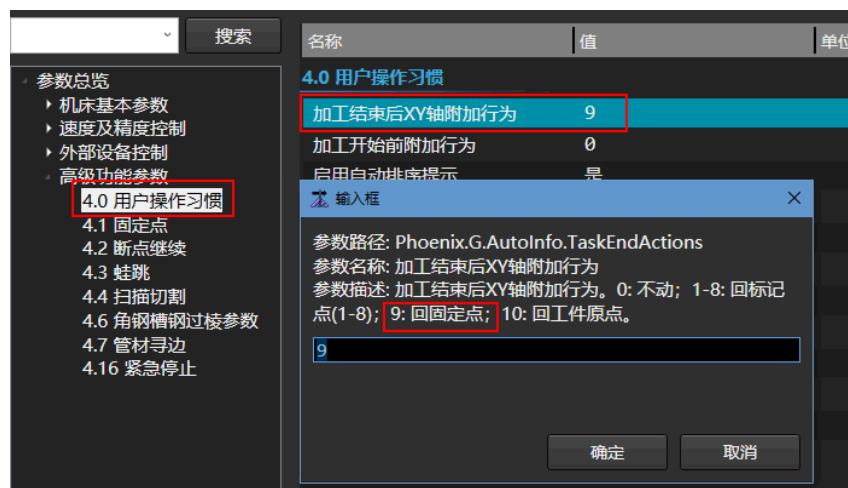 搜索
名称
值
单位
参数总览
机床基本参数
速度及精度控制
外部设备控制
高级功能参数
4.0 用户操作习惯
4.1 固定点
4.2 断点继续
4.3 蛙跳
4.4 扫描切割
4.6 角钢槽钢过棱参数
4.7 管材寻边
4.16 紧急停止
4.0 用户操作习惯
加工结束后XY轴附加行为 9
加工开始前附加行为 0
启用自动排序提示 是
输入框
参数路径: Phoenix.G.AutoInfo.TaskEndActions
参数名称: 加工结束后XY轴附加行为
参数描述: 加工结束后XY轴附加行为。0: 不动；1-8: 回标记
点(1-8)；9: 回固定点；10: 回工件原点。
9
确定
取消